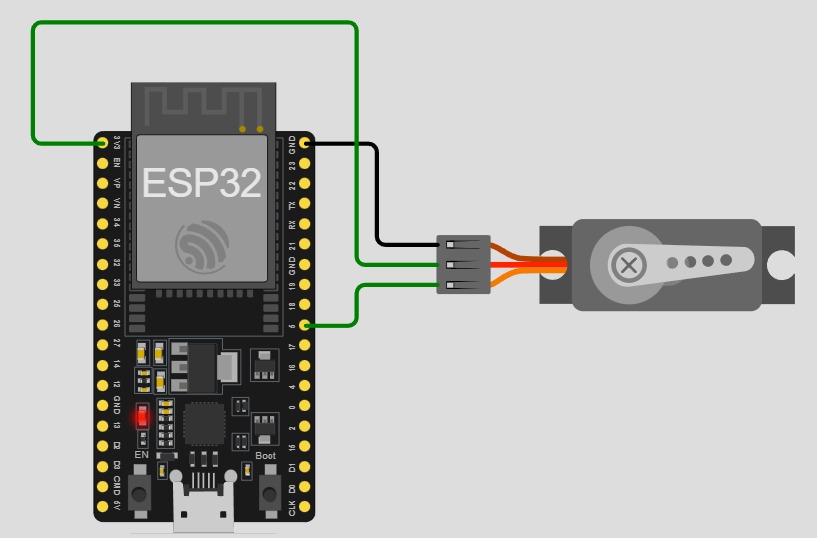 ESP32
3V3
EN
VP
VN
34
35
32
33
25
26
27
14
12
GND
13
D2
D3
CMD
5V
GND
23
22
TX
RX
21
GND
19
18
5
17
16
4
0
2
15
D1
D0
CLK
EN
Boot